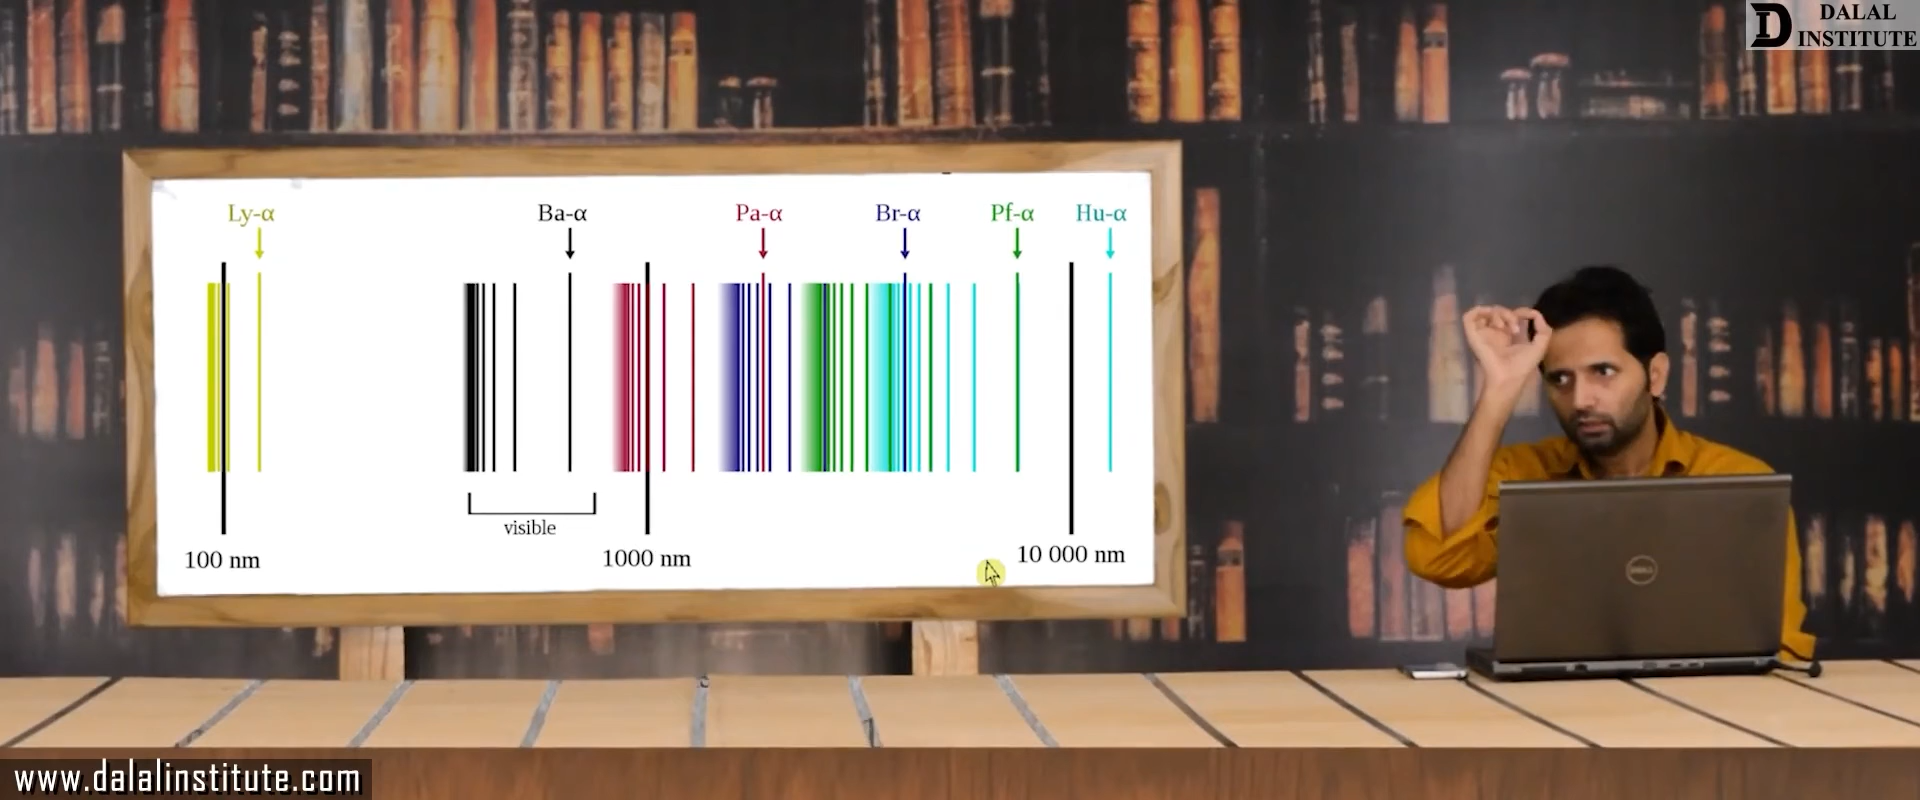 DALAL
INSTITUTE
Ly-α
Ba-α
Pa-α
Br-α
Pf-α
Hu-α
visible
100 nm
1000 nm
10 000 nm
www.dalalinstitute.com